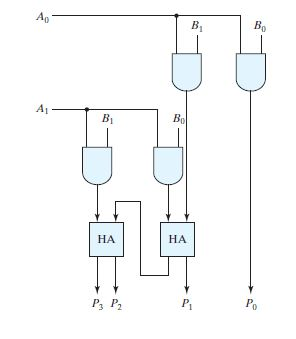 A₀
B₁ B₀
A₁
B₁ B₀
HA HA
P₃ P₂ P₁ P₀